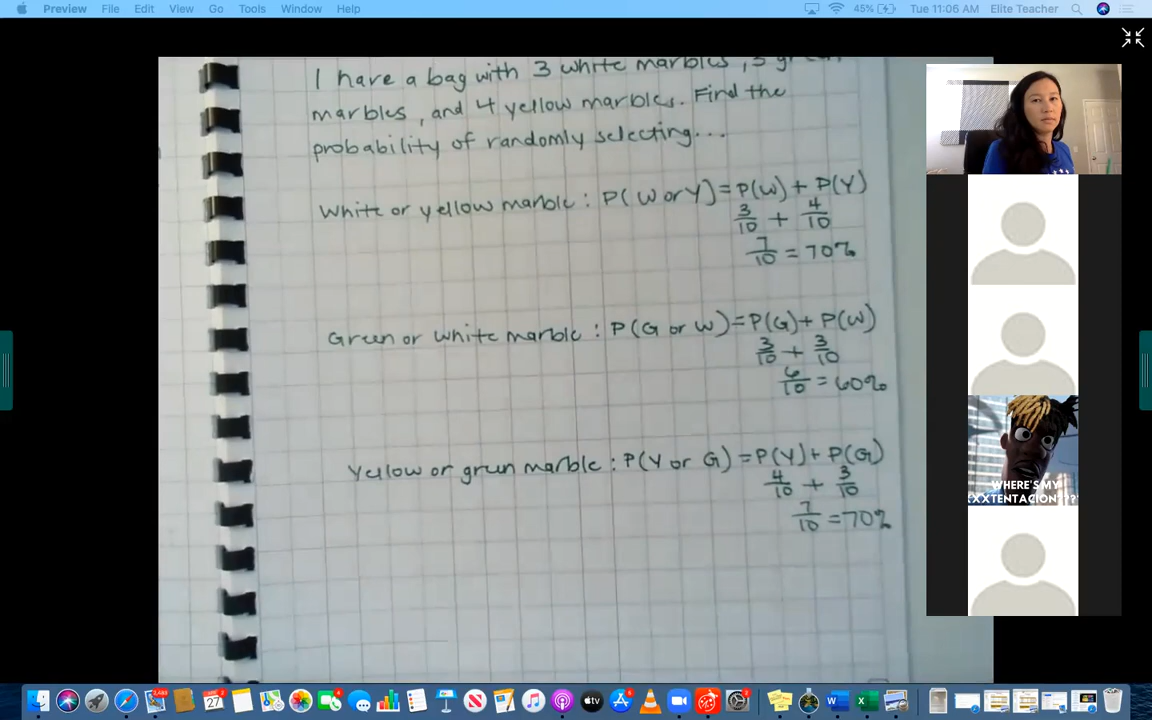 Preview File Edit View Go Tools Window Help 45% Tue 11:05 AM Elite Teacher
I have a bag with 3 white marbles, 3 green
marbles, and 4 yellow marbles. Find the
probability of randomly selecting...
White or yellow marble: P(W or Y) = P(W) + P(Y)
3/10 + 4/10
7/10 = 70%
Green or white marble: P(G or W) = P(G) + P(W)
3/10 + 3/10
6/10 = 60%
Yellow or green marble: P(Y or G) = P(Y) + P(G)
4/10 + 3/10
7/10 = 70%
WHERE'S MY
XXXTENTACION???
27